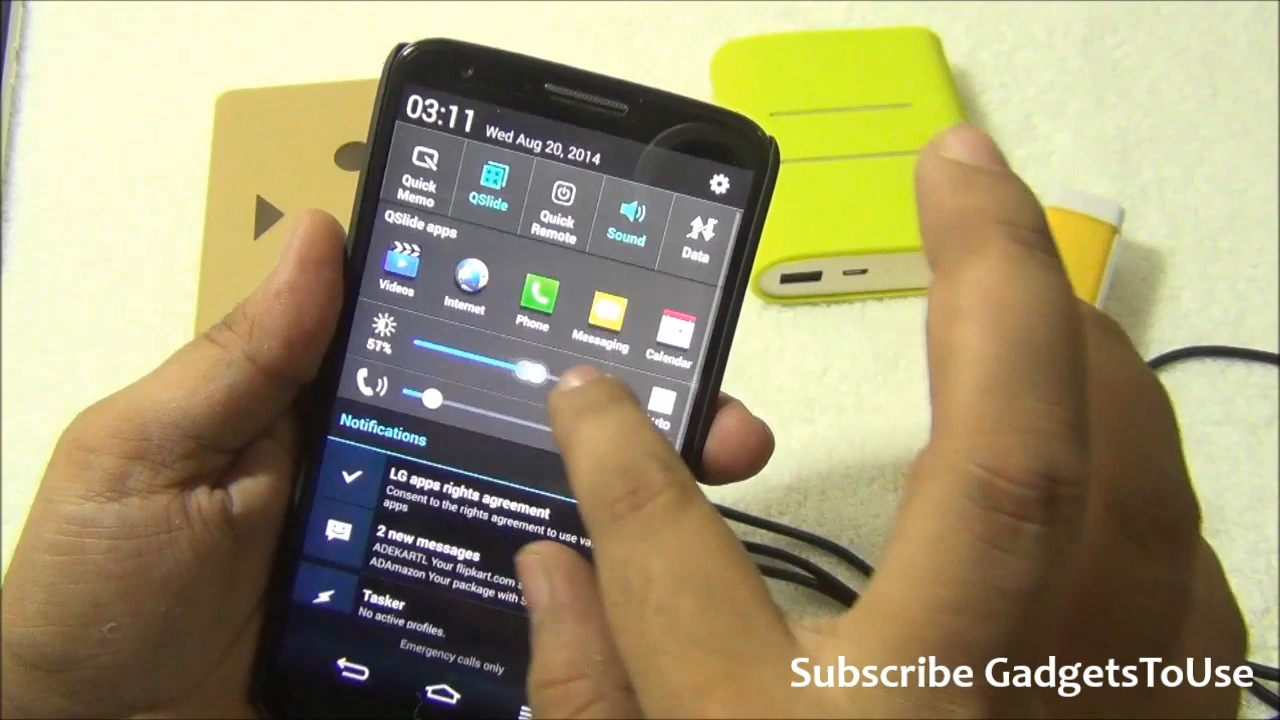 03:11 Wed Aug 20, 2014
Quick Memo
QSlide
Quick Remote
Sound
Data
QSlide apps
Videos
Internet
Phone
Messaging
Calendar
57%
Notifications
LG apps rights agreement
Consent to the rights agreement to use
apps
2 new messages
ADEKARTL Your flipkart.com
ADAmazon Your package with
Tasker
No active profiles.
Emergency calls only
Subscribe GadgetsToUse